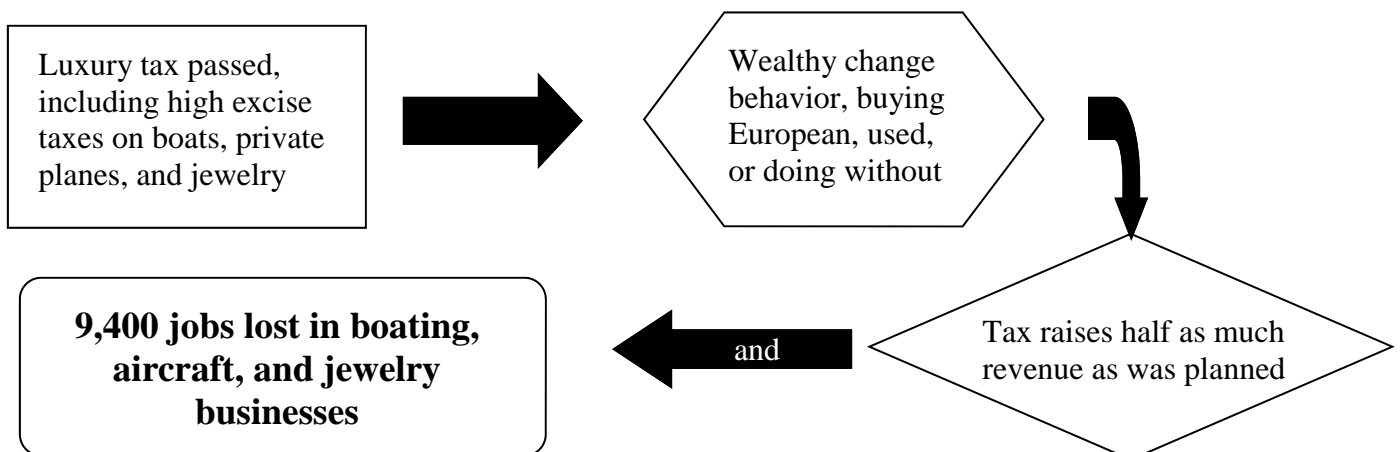 Luxury tax passed,
including high excise
taxes on boats, private
planes, and jewelry
Wealthy change
behavior, buying
European, used,
or doing without
Tax raises half as much
revenue as was planned
and
9,400 jobs lost in boating,
aircraft, and jewelry
businesses